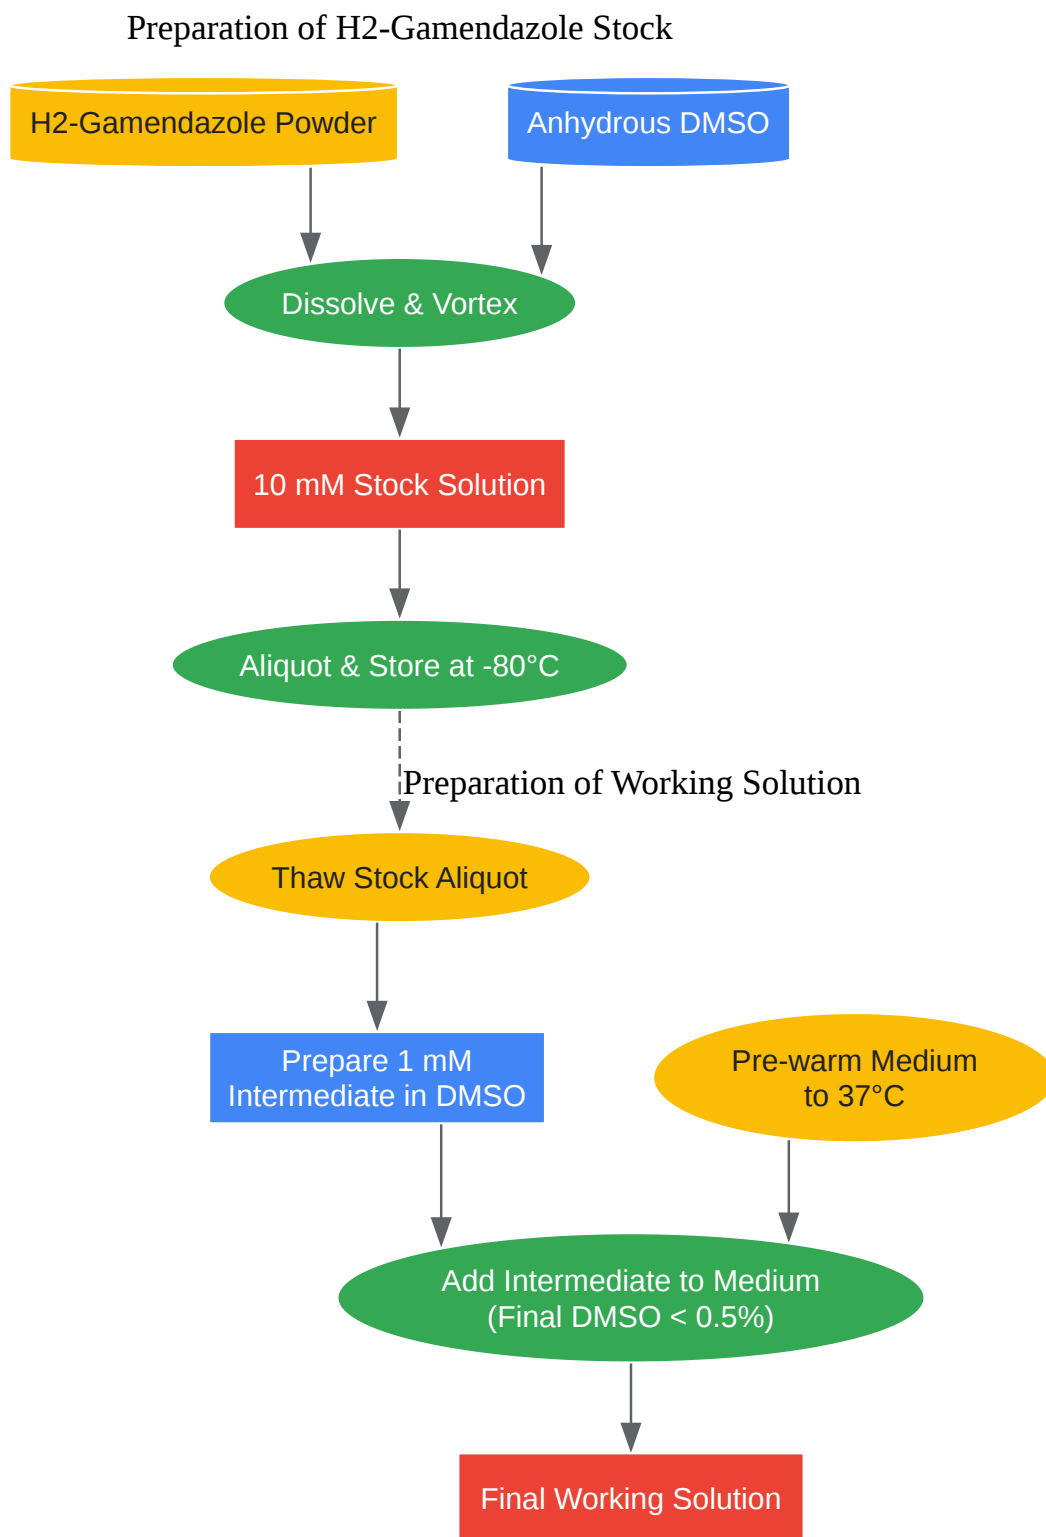 Preparation of H2-Gamendazole Stock
H2-Gamendazole Powder
Anhydrous DMSO
Dissolve & Vortex
10 mM Stock Solution
Aliquot & Store at -80°C
Preparation of Working Solution
Thaw Stock Aliquot
Prepare 1 mM
Intermediate in DMSO
Pre-warm Medium
to 37°C
Add Intermediate to Medium
(Final DMSO < 0.5%)
Final Working Solution